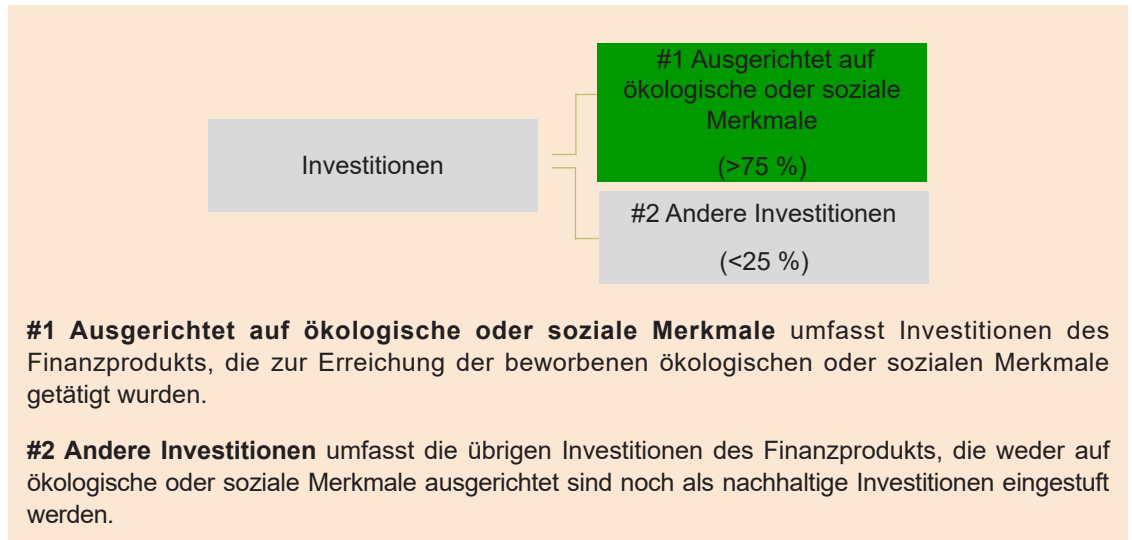 #1 Ausgerichtet auf
ökologische oder soziale
Merkmale
(>75 %)
Investitionen
#2 Andere Investitionen
(<25 %)
#1 Ausgerichtet auf ökologische oder soziale Merkmale umfasst Investitionen des
Finanzprodukts, die zur Erreichung der beworbenen ökologischen oder sozialen Merkmale
getätigt wurden.
#2 Andere Investitionen umfasst die übrigen Investitionen des Finanzprodukts, die weder auf
ökologische oder soziale Merkmale ausgerichtet sind noch als nachhaltige Investitionen eingestuft
werden.